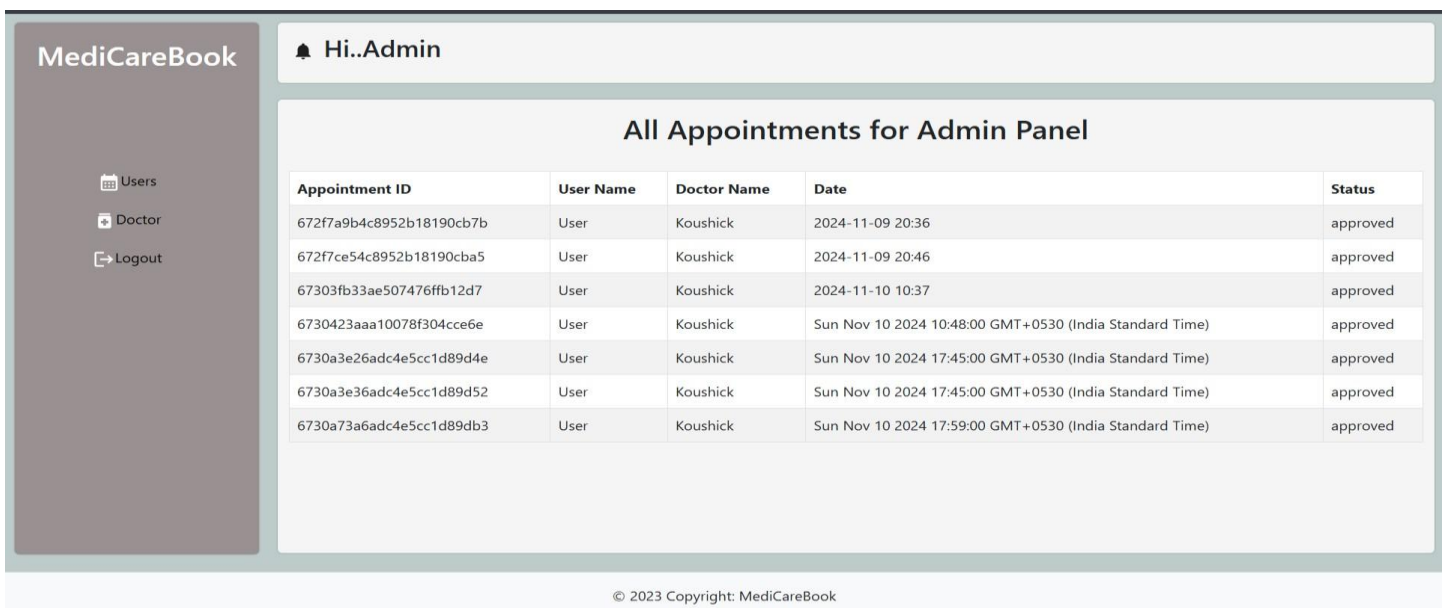 MediCareBook
Users
Doctor
Logout
Hi..Admin
All Appointments for Admin Panel
Appointment ID User Name Doctor Name Date Status
672f7a9b4c8952b18190cb7b User Koushick 2024-11-09 20:36 approved
672f7ce54c8952b18190cba5 User Koushick 2024-11-09 20:46 approved
67303fb33ae507476ffb12d7 User Koushick 2024-11-10 10:37 approved
6730423aaa10078f304cce6e User Koushick Sun Nov 10 2024 10:48:00 GMT+0530 (India Standard Time) approved
6730a3e26adc4e5cc1d89d4e User Koushick Sun Nov 10 2024 17:45:00 GMT+0530 (India Standard Time) approved
6730a3e36adc4e5cc1d89d52 User Koushick Sun Nov 10 2024 17:45:00 GMT+0530 (India Standard Time) approved
6730a73a6adc4e5cc1d89db3 User Koushick Sun Nov 10 2024 17:59:00 GMT+0530 (India Standard Time) approved
© 2023 Copyright: MediCareBook